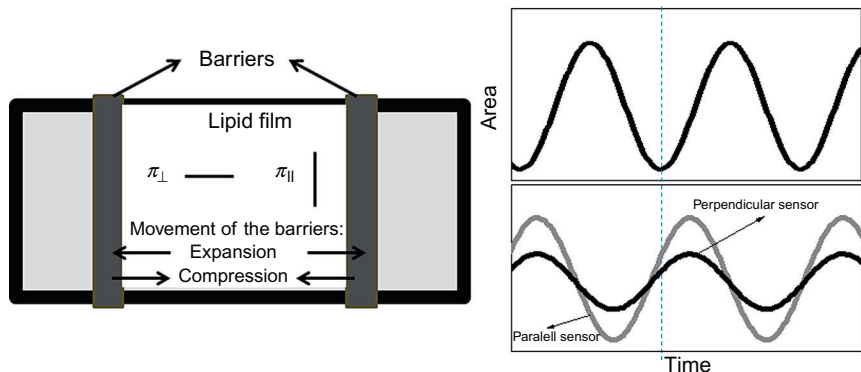 Barriers
Lipid film
π⊥
π||
Movement of the barriers:
Expansion
Compression
Area
Perpendicular sensor
Paralell sensor
Time